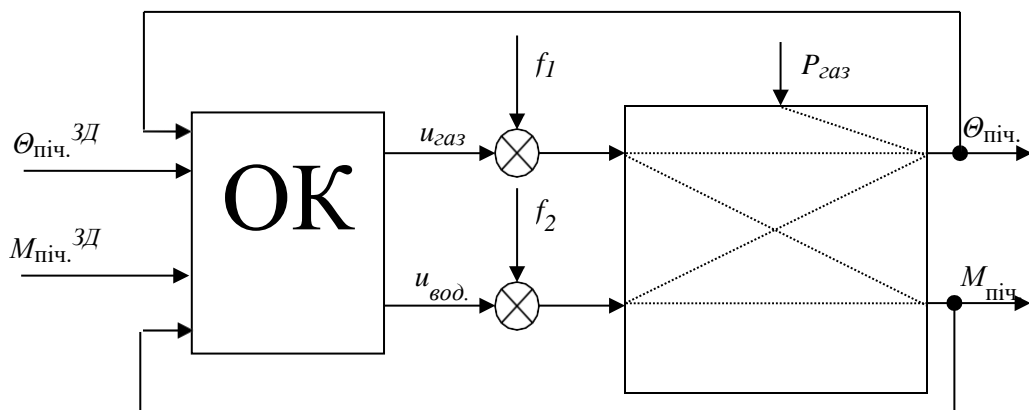 f1
Pгаз
Θпіч.ЗД
uгаз
Θпіч.
ОК
f2
Mпіч.ЗД
uвод.
Mпіч